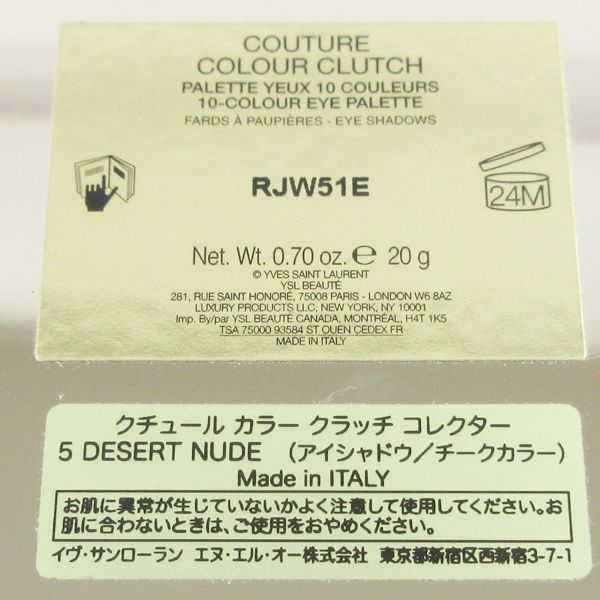 COUTURE
COLOUR CLUTCH
PALETTE YEUX 10 COULEURS
10-COLOUR EYE PALETTE
FARDS À PAUPIÈRES - EYE SHADOWS
RJW51E
24M
Net. Wt. 0.70 oz. ℮ 20 g
© YVES SAINT LAURENT
YSL BEAUTÉ
281, RUE SAINT HONORÉ, 75008 PARIS - LONDON W6 8AZ
LUXURY PRODUCTS LLC, NEW YORK, NY 10001
Imp. By/par YSL BEAUTÉ CANADA, MONTRÉAL, H4T 1K5
TSA 75000 93584 ST OUEN CEDEX FR
MADE IN ITALY
クチュール カラー クラッチ コレクター
5 DESERT NUDE （アイシャドウ／チークカラー）
Made in ITALY
お肌に異常が生じていないかよく注意して使用してください。お
肌に合わないときは、ご使用をおやめください。
イヴ・サンローラン エヌ・エル・オー株式会社 東京都新宿区西新宿3-7-1